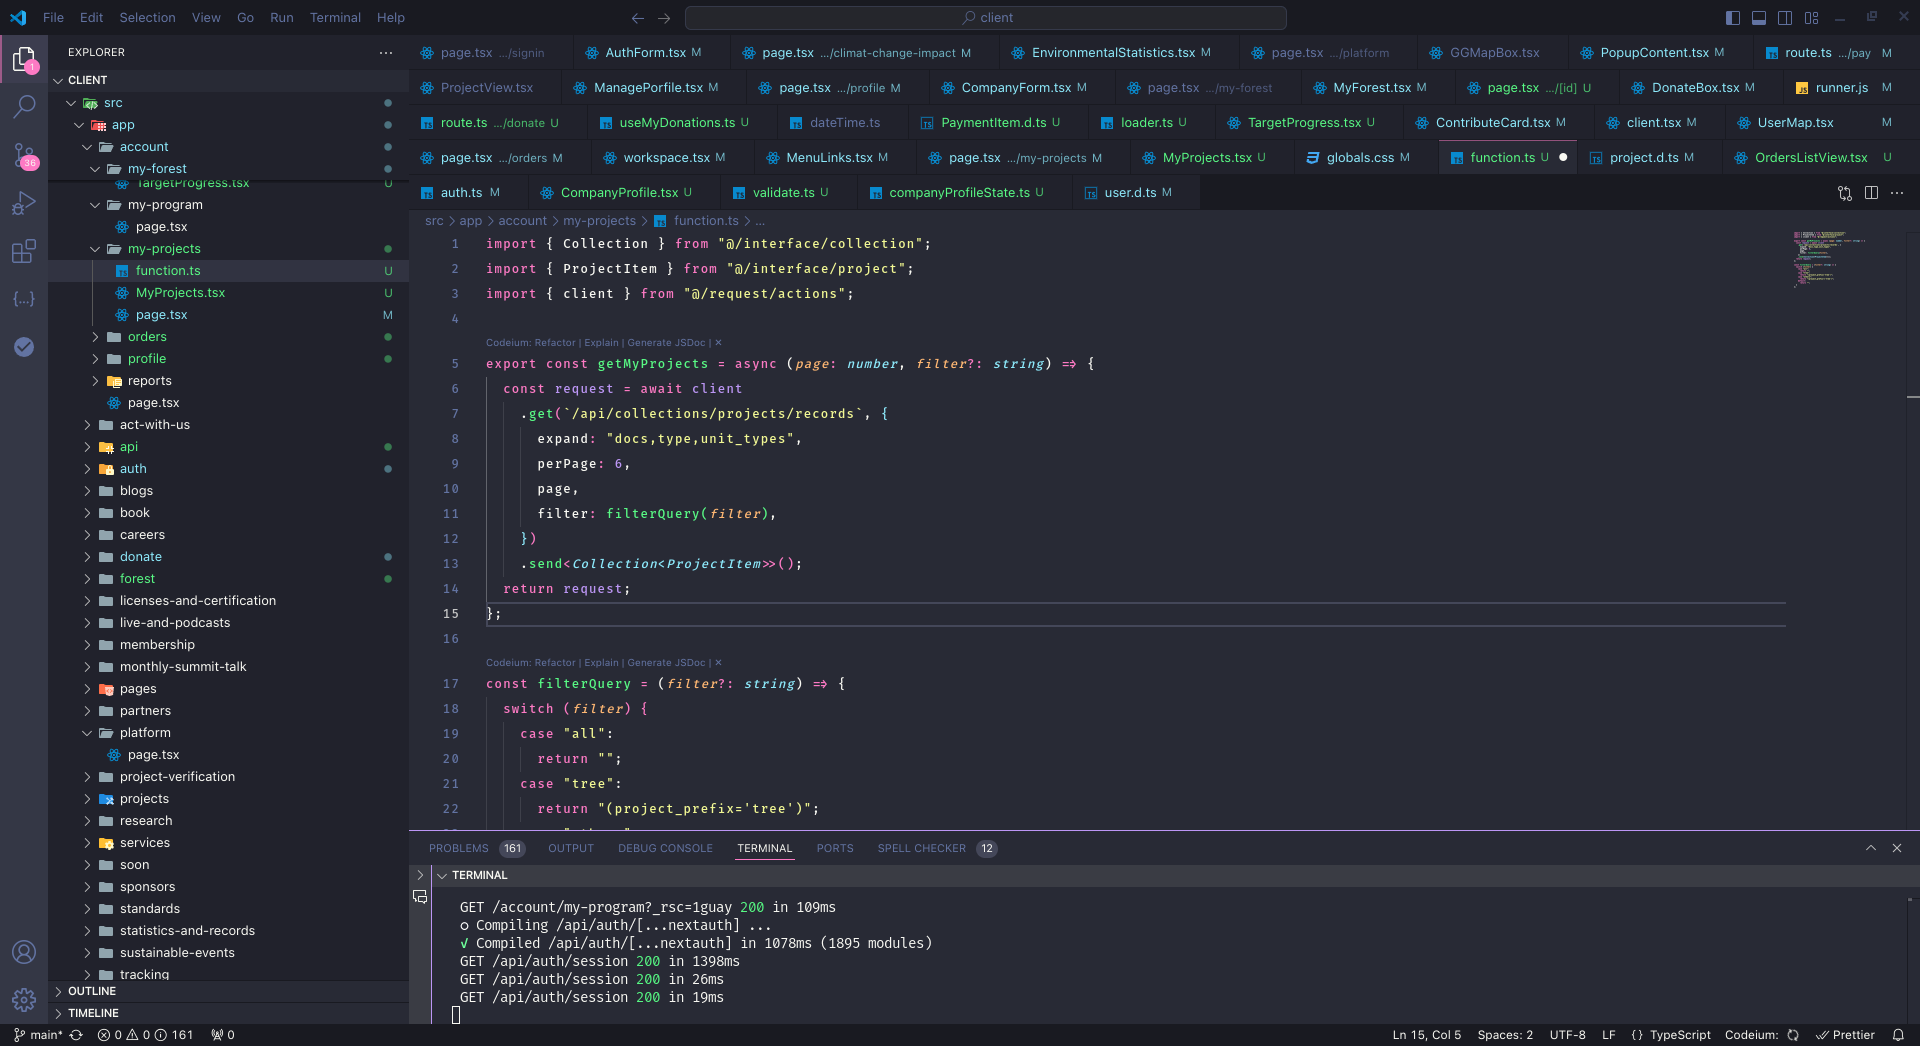 File Edit Selection View Go Run Terminal Help
client
EXPLORER
CLIENT
src
app
account
my-forest
TargetProgress.tsx U
my-program
page.tsx
my-projects
function.ts U
MyProjects.tsx U
page.tsx M
orders
profile
reports
page.tsx
act-with-us
api
auth
blogs
book
careers
donate
forest
licenses-and-certification
live-and-podcasts
membership
monthly-summit-talk
pages
partners
platform
page.tsx
project-verification
projects
research
services
soon
sponsors
standards
statistics-and-records
sustainable-events
tracking
OUTLINE
TIMELINE
1
36
page.tsx .../signin AuthForm.tsx M page.tsx .../climat-change-impact M EnvironmentalStatistics.tsx M page.tsx .../platform GGMapBox.tsx PopupContent.tsx M route.ts .../pay M
ProjectView.tsx ManagePorfile.tsx M page.tsx .../profile M CompanyForm.tsx M page.tsx .../my-forest MyForest.tsx M page.tsx .../[id] U DonateBox.tsx M runner.js M
route.ts .../donate U useMyDonations.ts U dateTime.ts PaymentItem.d.ts U loader.ts U TargetProgress.tsx U ContributeCard.tsx M client.tsx M UserMap.tsx M
page.tsx .../orders M workspace.tsx M MenuLinks.tsx M page.tsx .../my-projects M MyProjects.tsx U globals.css M function.ts U project.d.ts M OrdersListView.tsx U
auth.ts M CompanyProfile.tsx U validate.ts U companyProfileState.ts U user.d.ts M
src > app > account > my-projects > function.ts > ...
1 import { Collection } from "@/interface/collection";
2 import { ProjectItem } from "@/interface/project";
3 import { client } from "@/request/actions";
4
Codeium: Refactor | Explain | Generate JSDoc | ×
5 export const getMyProjects = async (page: number, filter?: string) => {
6 const request = await client
7 .get(`/api/collections/projects/records`, {
8 expand: "docs,type,unit_types",
9 perPage: 6,
10 page,
11 filter: filterQuery(filter),
12 })
13 .send<Collection<ProjectItem>>();
14 return request;
15 };
16
Codeium: Refactor | Explain | Generate JSDoc | ×
17 const filterQuery = (filter?: string) => {
18 switch (filter) {
19 case "all":
20 return "";
21 case "tree":
22 return "(project_prefix='tree')";
PROBLEMS 161 OUTPUT DEBUG CONSOLE TERMINAL PORTS SPELL CHECKER 12
TERMINAL
GET /account/my-program?_rsc=1guay 200 in 109ms
○ Compiling /api/auth/[...nextauth] ...
✓ Compiled /api/auth/[...nextauth] in 1078ms (1895 modules)
GET /api/auth/session 200 in 1398ms
GET /api/auth/session 200 in 26ms
GET /api/auth/session 200 in 19ms
main* 0 0 161 0 Ln 15, Col 5 Spaces: 2 UTF-8 LF {} TypeScript Codeium: Prettier